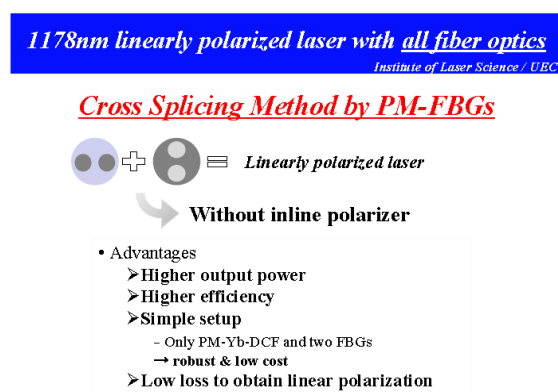 1178nm linearly polarized laser with all fiber optics
Institute of Laser Science / UEC
Cross Splicing Method by PM-FBGs
Linearly polarized laser
Without inline polarizer
• Advantages
➢Higher output power
➢Higher efficiency
➢Simple setup
– Only PM-Yb-DCF and two FBGs
→ robust & low cost
➢Low loss to obtain linear polarization